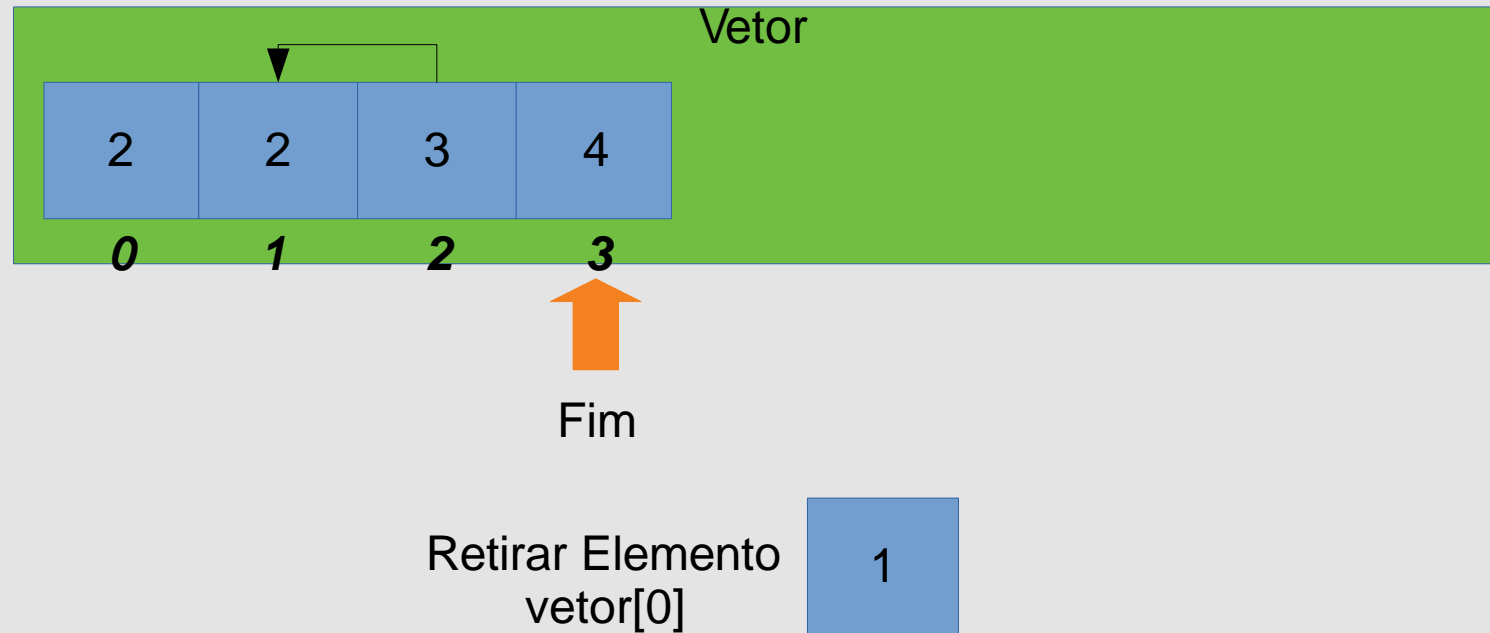 Vetor
2 2 3 4
0 1 2 3
Fim
Retirar Elemento
vetor[0]
1